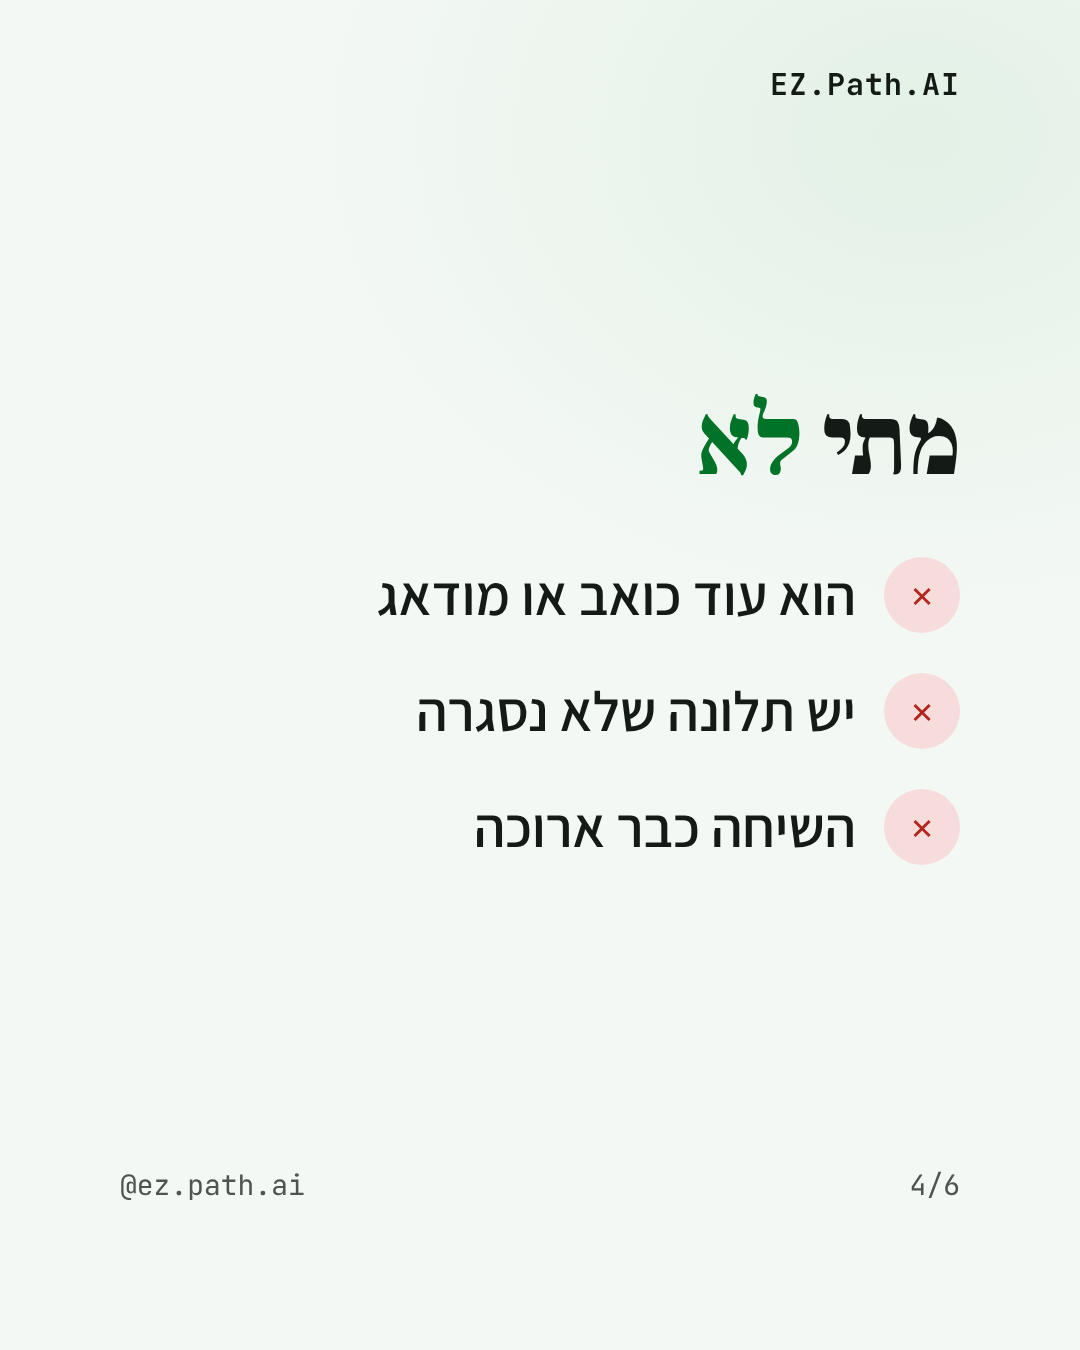 EZ.Path.AI
מתי לא
× הוא עוד כואב או מודאג
× יש תלונה שלא נסגרה
× השיחה כבר ארוכה
@ez.path.ai
4/6